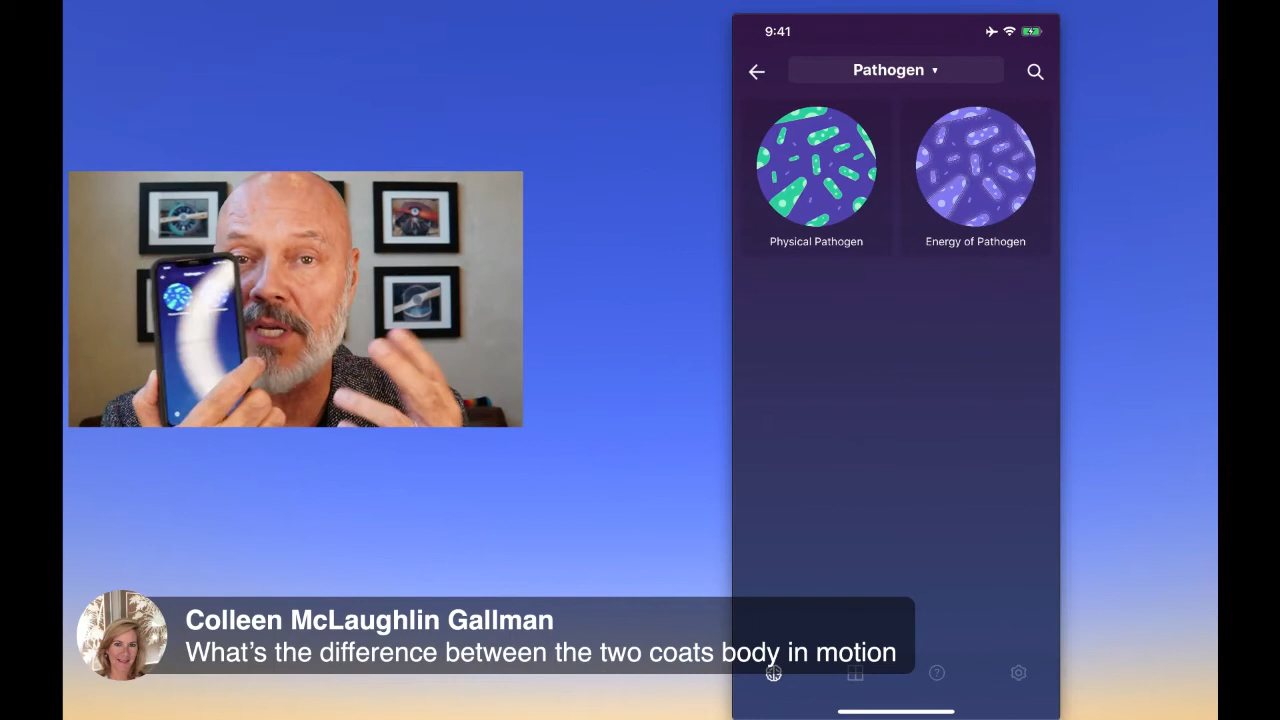 9:41
Pathogen
Physical Pathogen
Energy of Pathogen
Colleen McLaughlin Gallman
What's the difference between the two coats body in motion
?